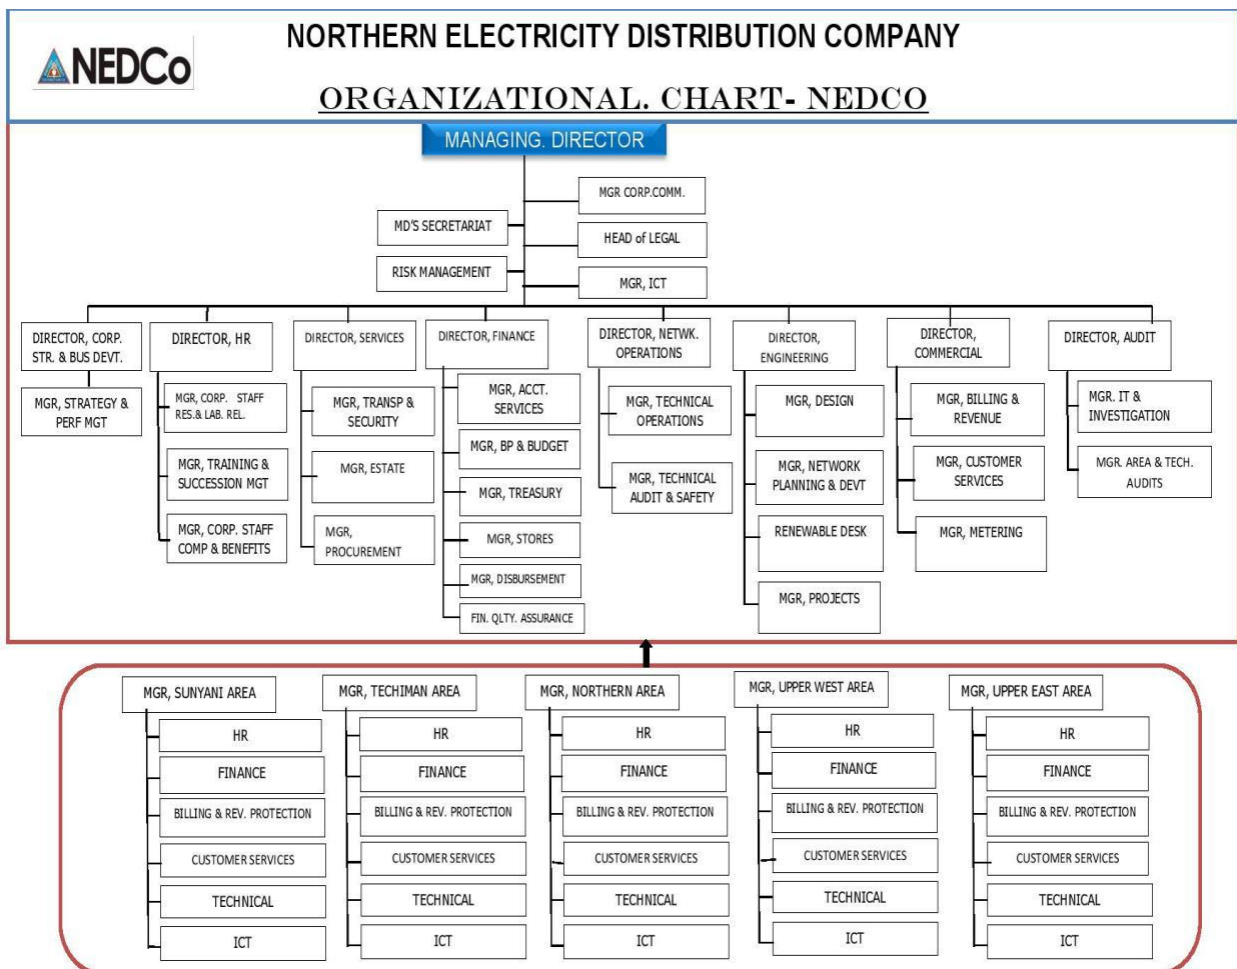 NORTHERN ELECTRICITY DISTRIBUTION COMPANY
NEDCo
ORGANIZATIONAL. CHART- NEDCO
MANAGING. DIRECTOR
MGR CORP.COMM.
MD'S SECRETARIAT
HEAD of LEGAL
RISK MANAGEMENT
MGR, ICT
DIRECTOR, CORP.
STR. & BUS DEVT.
MGR, STRATEGY &
PERF MGT
DIRECTOR, HR
MGR, CORP. STAFF
RES.& LAB. REL.
MGR, TRAINING &
SUCCESSION MGT
MGR, CORP. STAFF
COMP & BENEFITS
DIRECTOR, SERVICES
MGR, TRANSP &
SECURITY
MGR, ESTATE
MGR,
PROCUREMENT
DIRECTOR, FINANCE
MGR, ACCT.
SERVICES
MGR, BP & BUDGET
MGR, TREASURY
MGR, STORES
MGR, DISBURSEMENT
FIN. QLTY. ASSURANCE
DIRECTOR, NETWK.
OPERATIONS
MGR, TECHNICAL
OPERATIONS
MGR, TECHNICAL
AUDIT & SAFETY
DIRECTOR,
ENGINEERING
MGR, DESIGN
MGR, NETWORK
PLANNING & DEVT
RENEWABLE DESK
MGR, PROJECTS
DIRECTOR,
COMMERCIAL
MGR, BILLING &
REVENUE
MGR, CUSTOMER
SERVICES
MGR, METERING
DIRECTOR, AUDIT
MGR. IT &
INVESTIGATION
MGR. AREA & TECH.
AUDITS
MGR, SUNYANI AREA
HR
FINANCE
BILLING & REV. PROTECTION
CUSTOMER SERVICES
TECHNICAL
ICT
MGR, TECHIMAN AREA
HR
FINANCE
BILLING & REV. PROTECTION
CUSTOMER SERVICES
TECHNICAL
ICT
MGR, NORTHERN AREA
HR
FINANCE
BILLING & REV. PROTECTION
CUSTOMER SERVICES
TECHNICAL
ICT
MGR, UPPER WEST AREA
HR
FINANCE
BILLING & REV. PROTECTION
CUSTOMER SERVICES
TECHNICAL
ICT
MGR, UPPER EAST AREA
HR
FINANCE
BILLING & REV. PROTECTION
CUSTOMER SERVICES
TECHNICAL
ICT